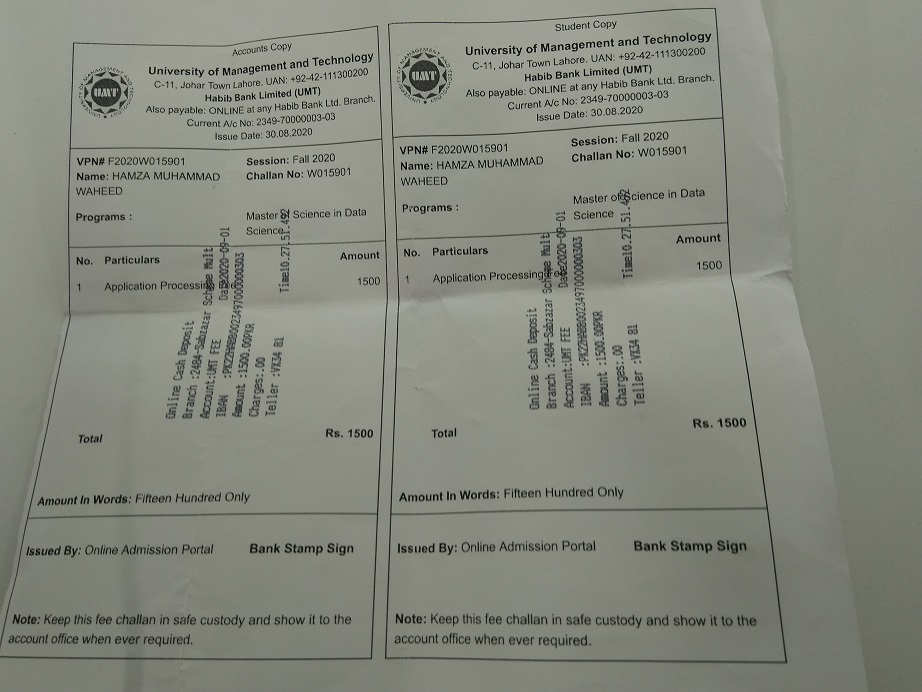 Accounts Copy
UMT
University of Management and Technology
C-11, Johar Town Lahore. UAN: +92-42-111300200
Habib Bank Limited (UMT)
Also payable: ONLINE at any Habib Bank Ltd. Branch.
Current A/c No: 2349-70000003-03
Issue Date: 30.08.2020
VPN# F2020W015901
Session: Fall 2020
Name: HAMZA MUHAMMAD
Challan No: W015901
WAHEED
Programs :
Master of Science in Data
Science
No. Particulars
Amount
1 Application Processing
1500
Online Cash Deposit
Branch :2484-Sabzazar Scheme Mult
Account:UMT FEE Date2020-09-01
Amount :1500.00PKR
Charges:.00
Teller :VX34 81 Time10.27.51.492
Total
Rs. 1500
Amount In Words: Fifteen Hundred Only
Issued By: Online Admission Portal
Bank Stamp Sign
Note: Keep this fee challan in safe custody and show it to the
account office when ever required.
Student Copy
UMT
University of Management and Technology
C-11, Johar Town Lahore. UAN: +92-42-111300200
Habib Bank Limited (UMT)
Also payable: ONLINE at any Habib Bank Ltd. Branch.
Current A/c No: 2349-70000003-03
Issue Date: 30.08.2020
VPN# F2020W015901
Session: Fall 2020
Name: HAMZA MUHAMMAD
Challan No: W015901
WAHEED
Programs :
Master of Science in Data
Science
No. Particulars
Amount
1 Application Processing
1500
Online Cash Deposit
Branch :2484-Sabzazar Scheme Mult
Account:UMT FEE Date2020-09-01
Amount :1500.00PKR
Charges:.00
Teller :VX34 81 Time10.27.51.492
Total
Rs. 1500
Amount In Words: Fifteen Hundred Only
Issued By: Online Admission Portal
Bank Stamp Sign
Note: Keep this fee challan in safe custody and show it to the
account office when ever required.